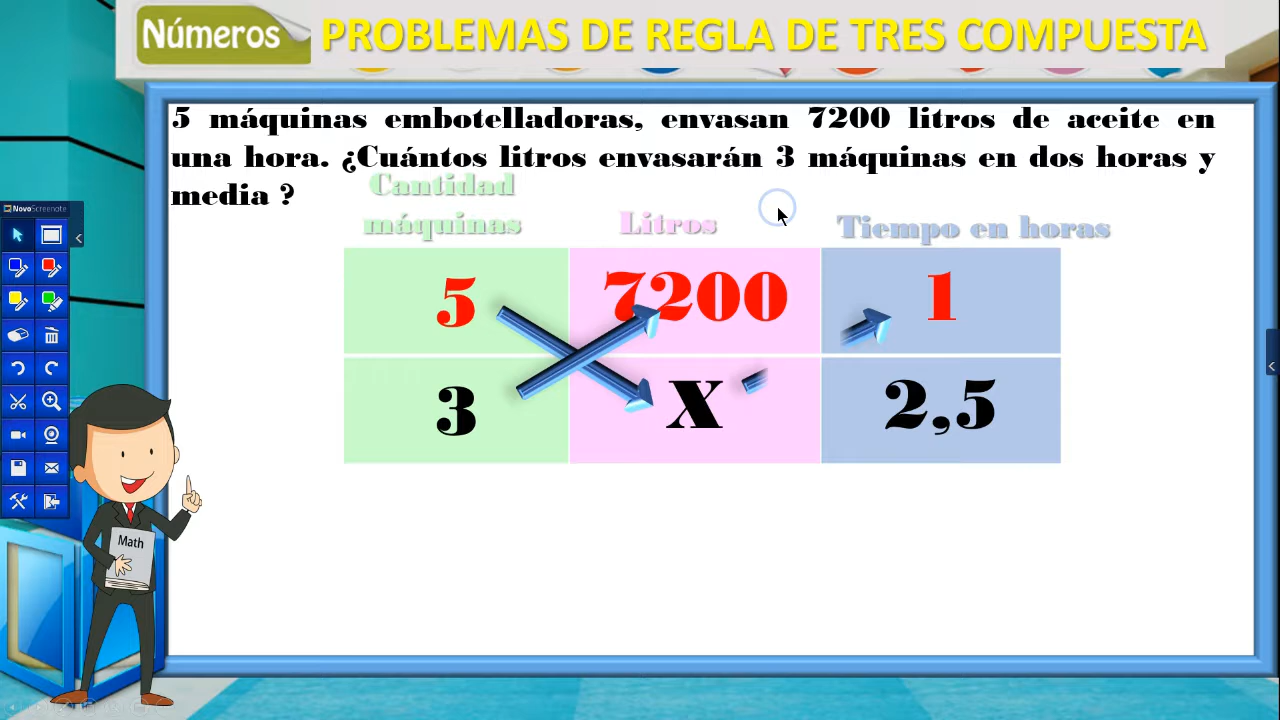 Números
PROBLEMAS DE REGLA DE TRES COMPUESTA
5 máquinas embotelladoras, envasan 7200 litros de aceite en
una hora. ¿Cuántos litros envasarán 3 máquinas en dos horas y
media ?
Cantidad
máquinas
Litros
Tiempo en horas
5 7200 1
3 X 2,5
NovoScreenote
Math